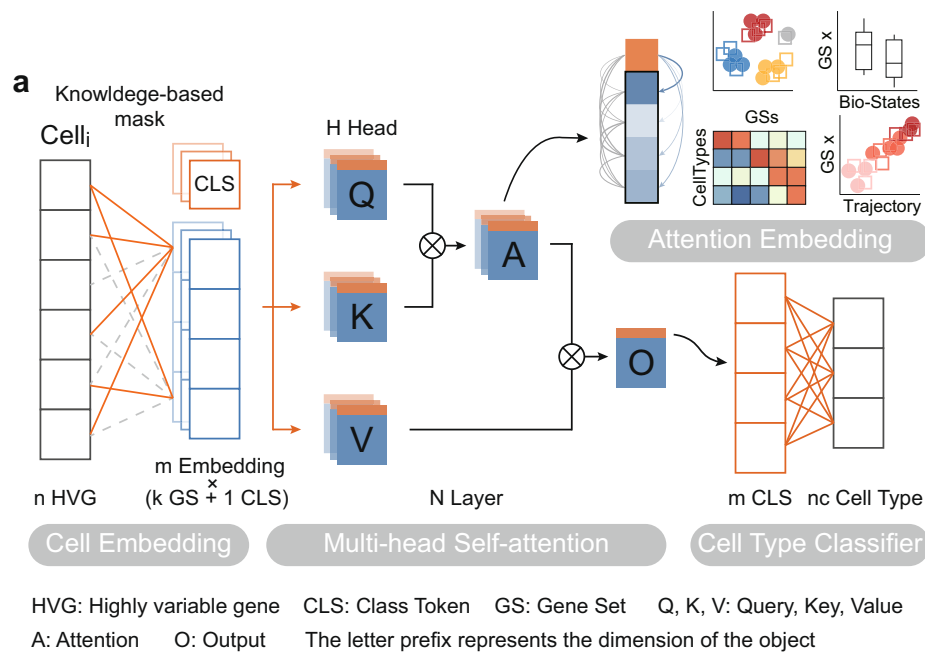 a
Knowldege-based
mask
Cell i
CLS
H Head
Q
K
V
A
O
GS x
Bio-States
GSs
CellTypes
GS x
Trajectory
Attention Embedding
n HVG
m Embedding
×
(k GS + 1 CLS)
N Layer
m CLS
nc Cell Type
Cell Embedding
Multi-head Self-attention
Cell Type Classifier
HVG: Highly variable gene CLS: Class Token GS: Gene Set Q, K, V: Query, Key, Value
A: Attention O: Output The letter prefix represents the dimension of the object